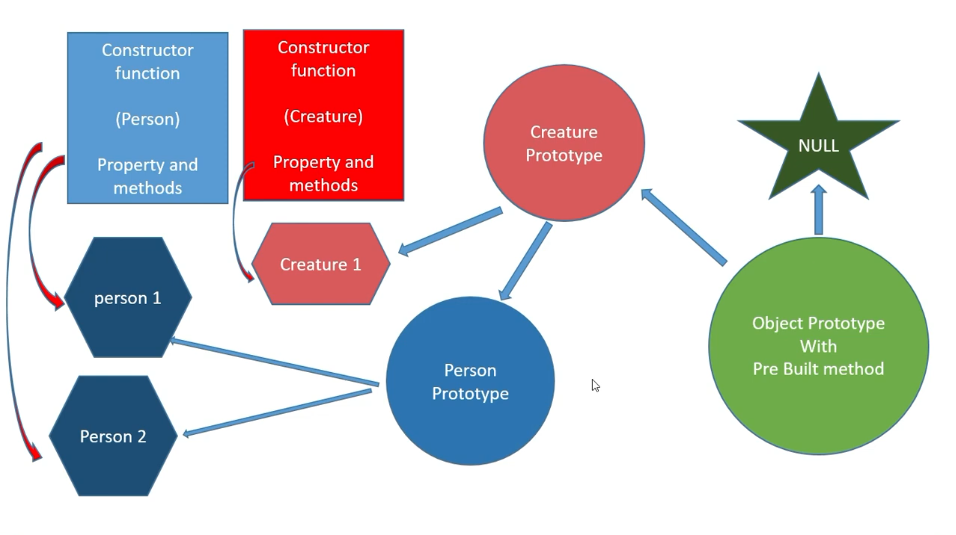 Constructor
function
(Person)
Property and
methods
Constructor
function
(Creature)
Property and
methods
Creature
Prototype
NULL
Creature 1
person 1
Person
Prototype
Object Prototype
With
Pre Built method
Person 2